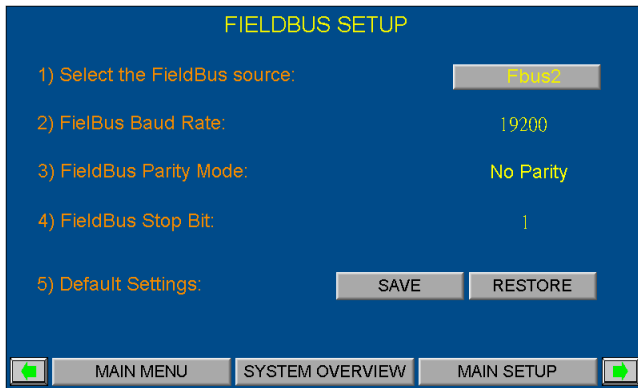 FIELDBUS SETUP
1) Select the FieldBus source: Fbus2
2) FielBus Baud Rate: 19200
3) FieldBus Parity Mode: No Parity
4) FieldBus Stop Bit: 1
5) Default Settings: SAVE RESTORE
MAIN MENU SYSTEM OVERVIEW MAIN SETUP